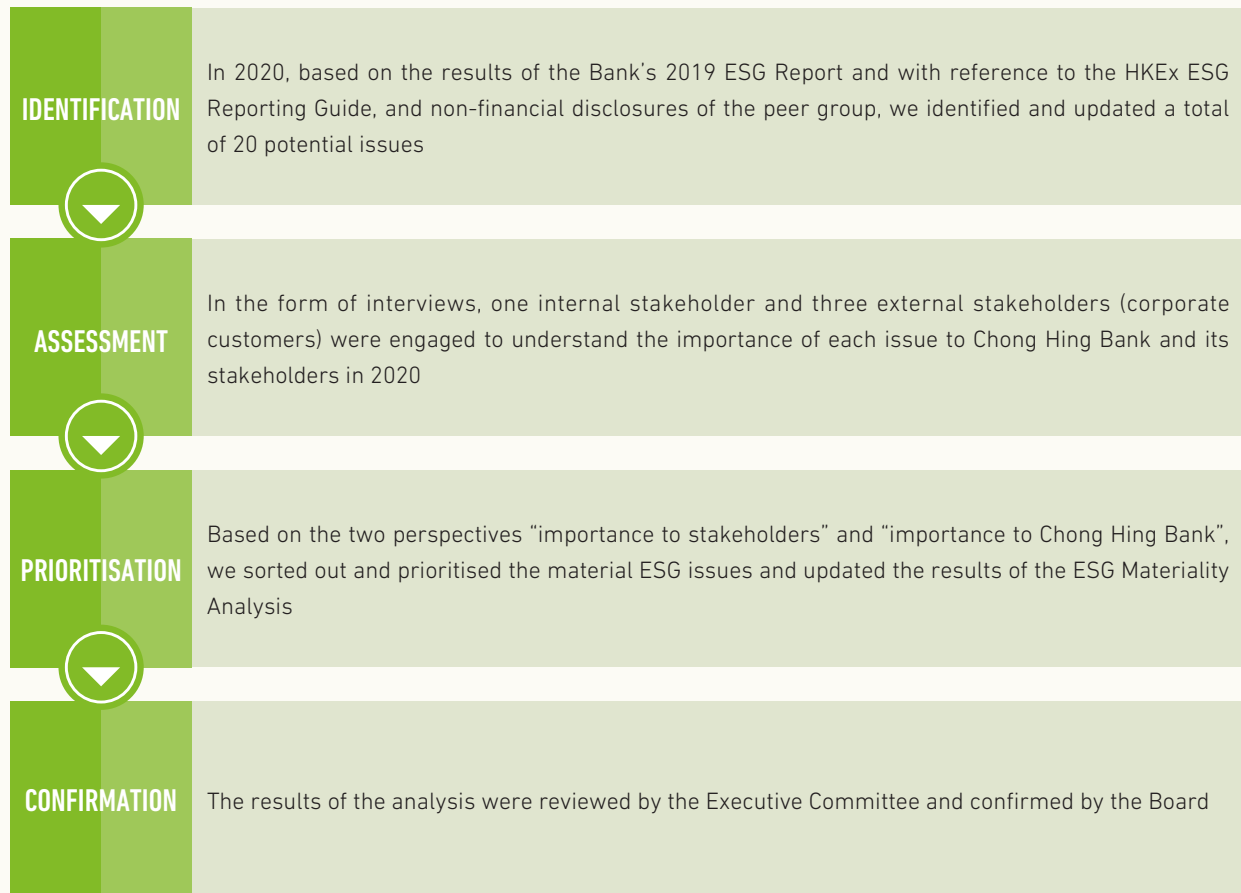 IDENTIFICATION
In 2020, based on the results of the Bank’s 2019 ESG Report and with reference to the HKEx ESG
Reporting Guide, and non-financial disclosures of the peer group, we identified and updated a total
of 20 potential issues
ASSESSMENT
In the form of interviews, one internal stakeholder and three external stakeholders (corporate
customers) were engaged to understand the importance of each issue to Chong Hing Bank and its
stakeholders in 2020
PRIORITISATION
Based on the two perspectives “importance to stakeholders” and “importance to Chong Hing Bank”,
we sorted out and prioritised the material ESG issues and updated the results of the ESG Materiality
Analysis
CONFIRMATION
The results of the analysis were reviewed by the Executive Committee and confirmed by the Board